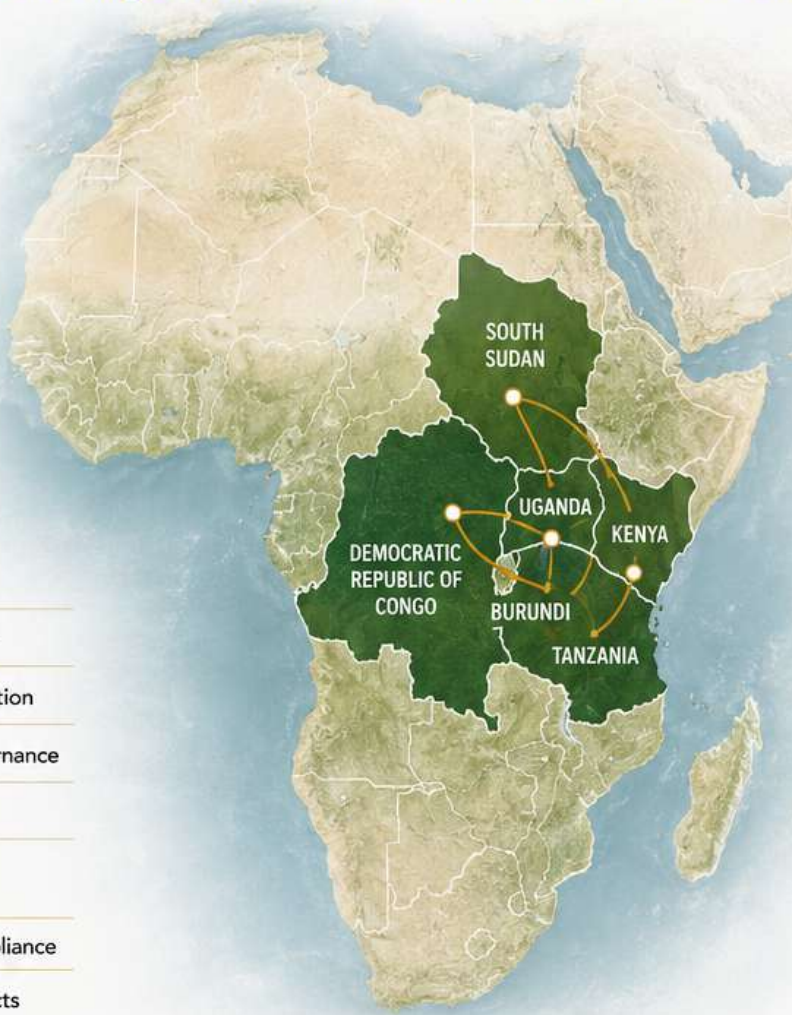 SOUTH
SUDAN
UGANDA
KENYA
DEMOCRATIC
REPUBLIC OF
CONGO
BURUNDI
TANZANIA
tion
rnance
liance
cts